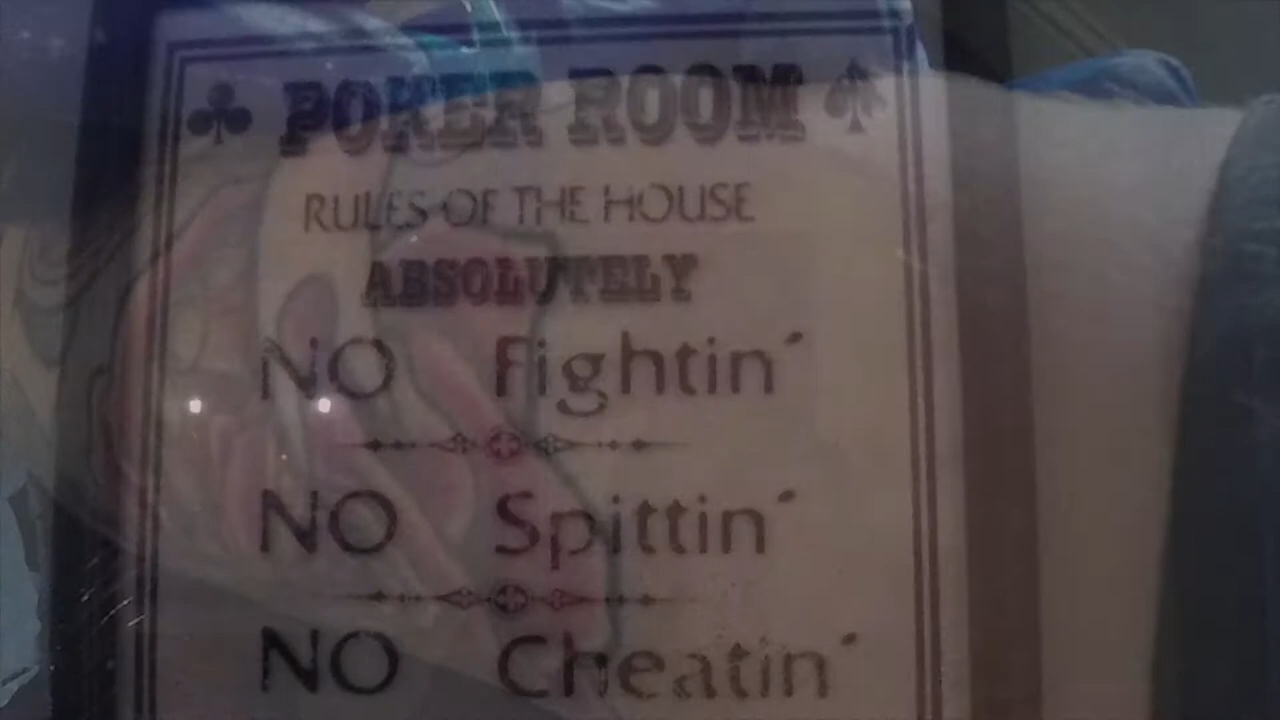 POKER ROOM
RULES OF THE HOUSE
ABSOLUTELY
NO Fightin´
NO Spittin´
NO Cheatin´